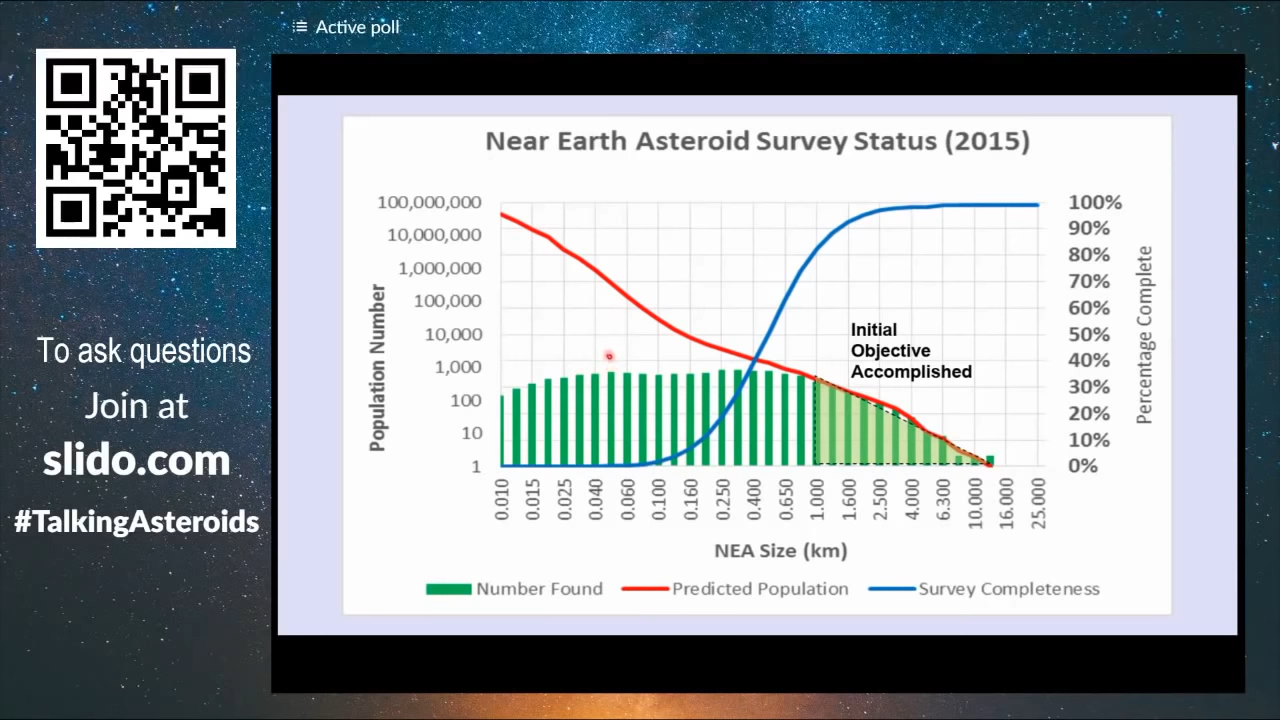 Active poll
To ask questions
Join at
slido.com
#TalkingAsteroids
Near Earth Asteroid Survey Status (2015)
Population Number
100,000,000
10,000,000
1,000,000
100,000
10,000
1,000
100
10
1
Initial
Objective
Accomplished
100%
90%
80%
70%
60%
50%
40%
30%
20%
10%
0%
Percentage Complete
0.010
0.015
0.025
0.040
0.060
0.100
0.160
0.250
0.400
0.650
1.000
1.600
2.500
4.000
6.300
10.000
16.000
25.000
NEA Size (km)
Number Found
Predicted Population
Survey Completeness